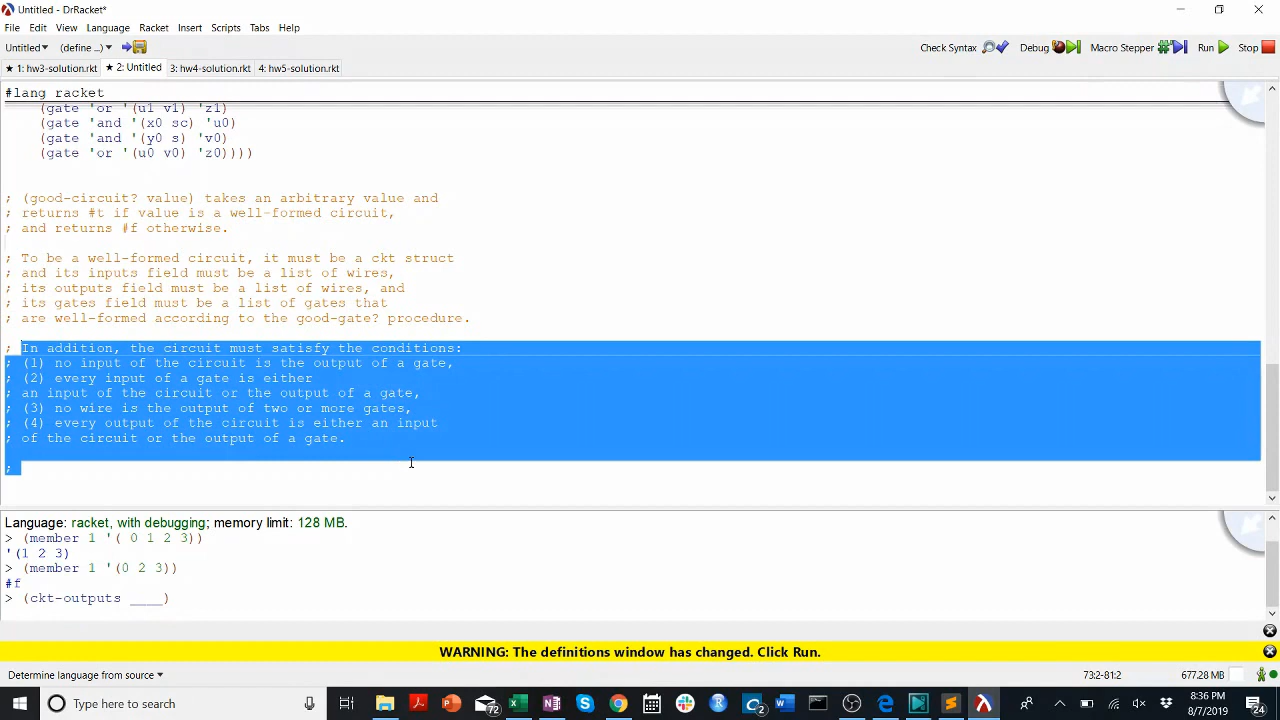 Untitled - DrRacket*
File Edit View Language Racket Insert Scripts Tabs Help
Untitled▾ (define ...)▾ Check Syntax Debug Macro Stepper Run Stop
★ 1: hw3-solution.rkt ★ 2: Untitled 3: hw4-solution.rkt 4: hw5-solution.rkt
#lang racket
(gate 'or '(u1 v1) 'z1)
(gate 'and '(x0 sc) 'u0)
(gate 'and '(y0 s) 'v0)
(gate 'or '(u0 v0) 'z0))))
; (good-circuit? value) takes an arbitrary value and
; returns #t if value is a well-formed circuit,
; and returns #f otherwise.
; To be a well-formed circuit, it must be a ckt struct
; and its inputs field must be a list of wires,
; its outputs field must be a list of wires, and
; its gates field must be a list of gates that
; are well-formed according to the good-gate? procedure.
; In addition, the circuit must satisfy the conditions:
; (1) no input of the circuit is the output of a gate,
; (2) every input of a gate is either
; an input of the circuit or the output of a gate,
; (3) no wire is the output of two or more gates,
; (4) every output of the circuit is either an input
; of the circuit or the output of a gate.
;
Language: racket, with debugging; memory limit: 128 MB.
> (member 1 '( 0 1 2 3))
'(1 2 3)
> (member 1 '(0 2 3))
#f
> (ckt-outputs ____)
WARNING: The definitions window has changed. Click Run.
Determine language from source▾ 73:2-81:2 677.28 MB
Type here to search 72 2 8:36 PM
8/7/2019 24